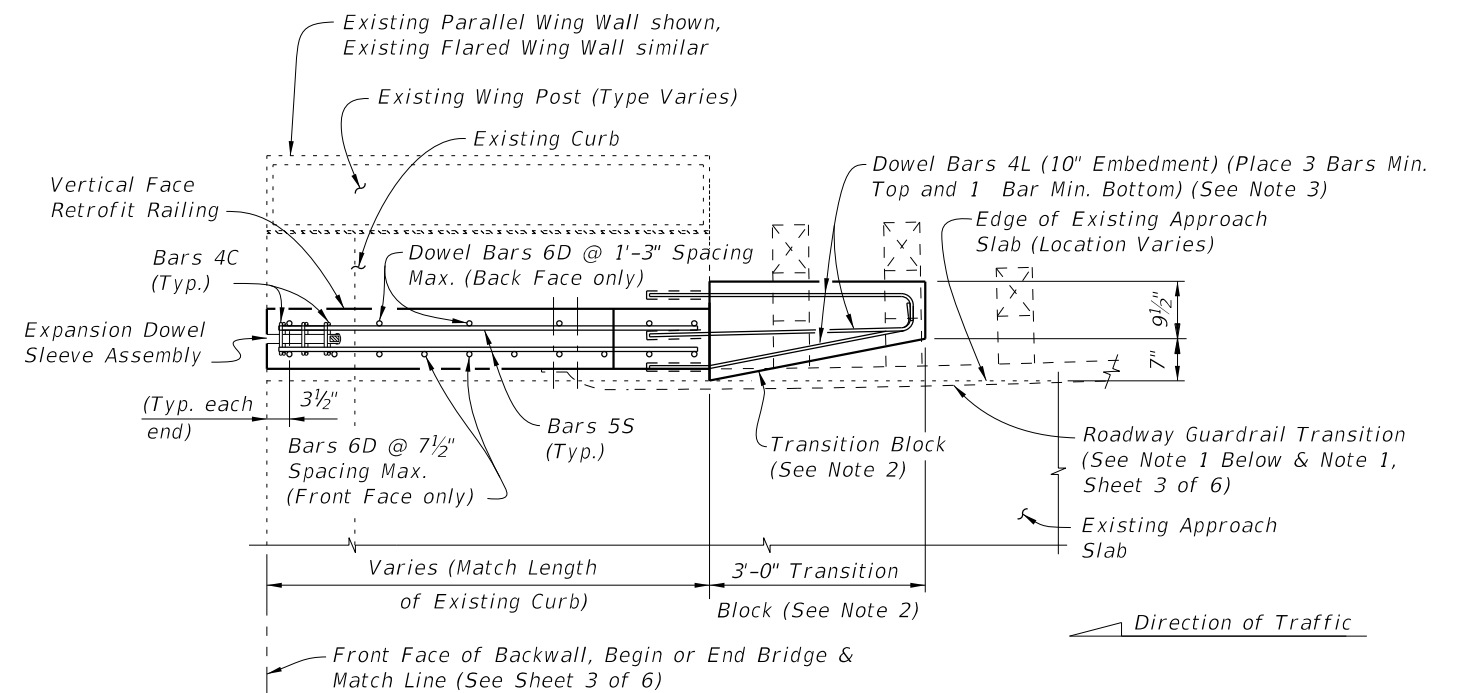 Existing Parallel Wing Wall shown,
Existing Flared Wing Wall similar
Existing Wing Post (Type Varies)
Existing Curb
Dowel Bars 4L (10" Embedment) (Place 3 Bars Min.
Top and 1 Bar Min. Bottom) (See Note 3)
Vertical Face
Retrofit Railing
Edge of Existing Approach
Slab (Location Varies)
Bars 4C
(Typ.)
Dowel Bars 6D @ 1'-3" Spacing
Max. (Back Face only)
Expansion Dowel
Sleeve Assembly
9½"
7"
(Typ. each
end)
3½"
Bars 6D @ 7½"
Spacing Max.
(Front Face only)
Bars 5S
(Typ.)
Transition Block
(See Note 2)
Roadway Guardrail Transition
(See Note 1 Below & Note 1,
Sheet 3 of 6)
Existing Approach
Slab
Varies (Match Length
of Existing Curb)
3'-0" Transition
Block (See Note 2)
Direction of Traffic
Front Face of Backwall, Begin or End Bridge &
Match Line (See Sheet 3 of 6)